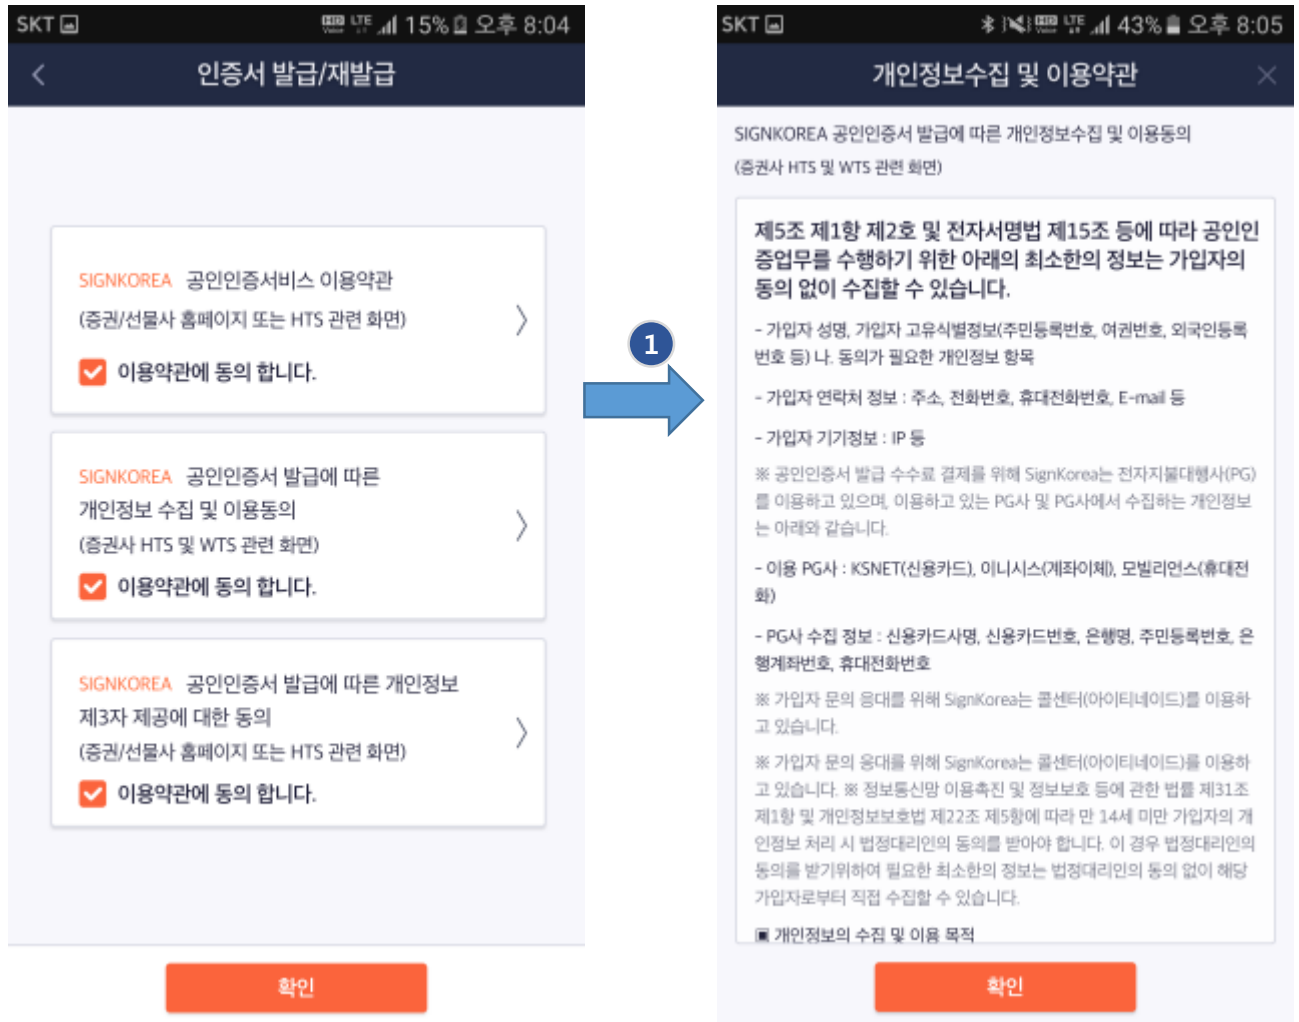 SKT LTE 15% 오후 8:04
인증서 발급/재발급
SIGNKOREA 공인인증서비스 이용약관
(증권/선물사 홈페이지 또는 HTS 관련 화면)
이용약관에 동의 합니다.
SIGNKOREA 공인인증서 발급에 따른
개인정보 수집 및 이용동의
(증권사 HTS 및 WTS 관련 화면)
이용약관에 동의 합니다.
SIGNKOREA 공인인증서 발급에 따른 개인정보
제3자 제공에 대한 동의
(증권/선물사 홈페이지 또는 HTS 관련 화면)
이용약관에 동의 합니다.
확인
1
SKT LTE 43% 오후 8:05
개인정보수집 및 이용약관
SIGNKOREA 공인인증서 발급에 따른 개인정보수집 및 이용동의
(증권사 HTS 및 WTS 관련 화면)
제5조 제1항 제2호 및 전자서명법 제15조 등에 따라 공인인
증업무를 수행하기 위한 아래의 최소한의 정보는 가입자의
동의 없이 수집할 수 있습니다.
- 가입자 성명, 가입자 고유식별정보(주민등록번호, 여권번호, 외국인등록
번호 등) 나. 동의가 필요한 개인정보 항목
- 가입자 연락처 정보 : 주소, 전화번호, 휴대전화번호, E-mail 등
- 가입자 기기정보 : IP 등
※ 공인인증서 발급 수수료 결제를 위해 SignKorea는 전자지불대행사(PG)
를 이용하고 있으며, 이용하고 있는 PG사 및 PG사에서 수집하는 개인정보
는 아래와 같습니다.
- 이용 PG사 : KSNET(신용카드), 이니시스(계좌이체), 모빌리언스(휴대전
화)
- PG사 수집 정보 : 신용카드사명, 신용카드번호, 은행명, 주민등록번호, 은
행계좌번호, 휴대전화번호
※ 가입자 문의 응대를 위해 SignKorea는 콜센터(아이티네이드)를 이용하
고 있습니다.
※ 가입자 문의 응대를 위해 SignKorea는 콜센터(아이티네이드)를 이용하
고 있습니다. ※ 정보통신망 이용촉진 및 정보보호 등에 관한 법률 제31조
제1항 및 개인정보보호법 제22조 제5항에 따라 만 14세 미만 가입자의 개
인정보 처리 시 법정대리인의 동의를 받아야 합니다. 이 경우 법정대리인의
동의를 받기위하여 필요한 최소한의 정보는 법정대리인의 동의 없이 해당
가입자로부터 직접 수집할 수 있습니다.
▣ 개인정보의 수집 및 이용 목적
확인